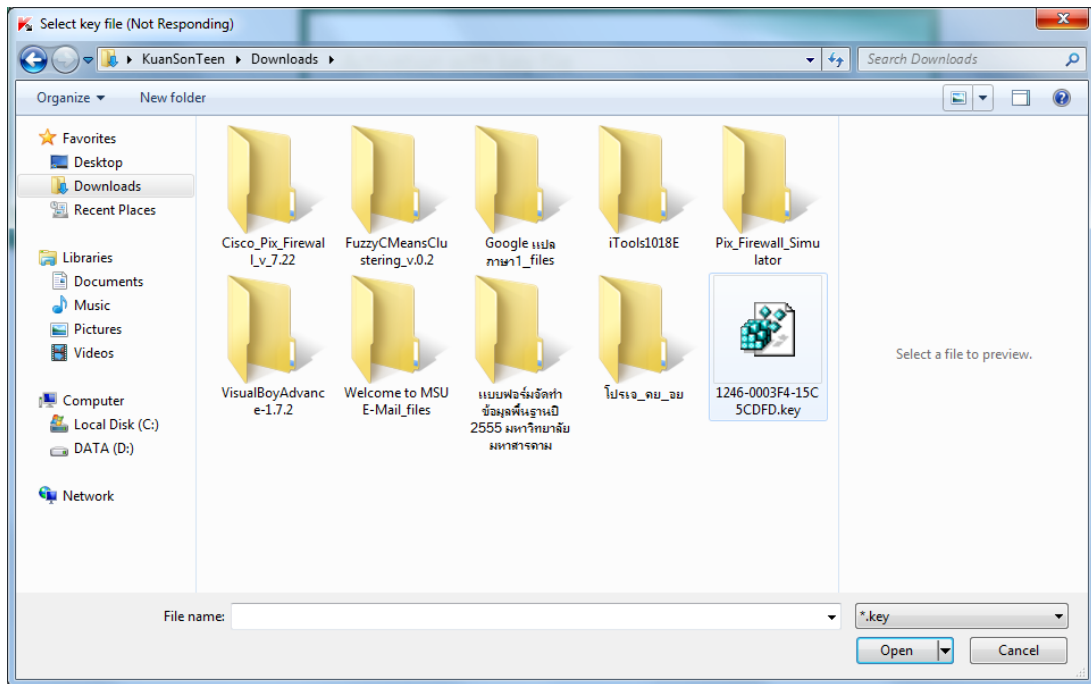 Select key file (Not Responding)
KuanSonTeen Downloads
Search Downloads
Organize
New folder
Favorites
Desktop
Downloads
Recent Places
Libraries
Documents
Music
Pictures
Videos
Computer
Local Disk (C:)
DATA (D:)
Network
Cisco_Pix_Firewal
l_v_7.22
FuzzyCMeansClu
stering_v.0.2
Google แปล
ภาษา1_files
iTools1018E
Pix_Firewall_Simu
lator
VisualBoyAdvanc
e-1.7.2
Welcome to MSU
E-Mail_files
แบบฟอร์มจัดทำ
ข้อมูลพื้นฐานปี
2555 มหาวิทยาลัย
มหาสารคาม
โปรเจ_คย_อย
1246-0003F4-15C
5CDFD.key
Select a file to preview.
File name:
*.key
Open
Cancel